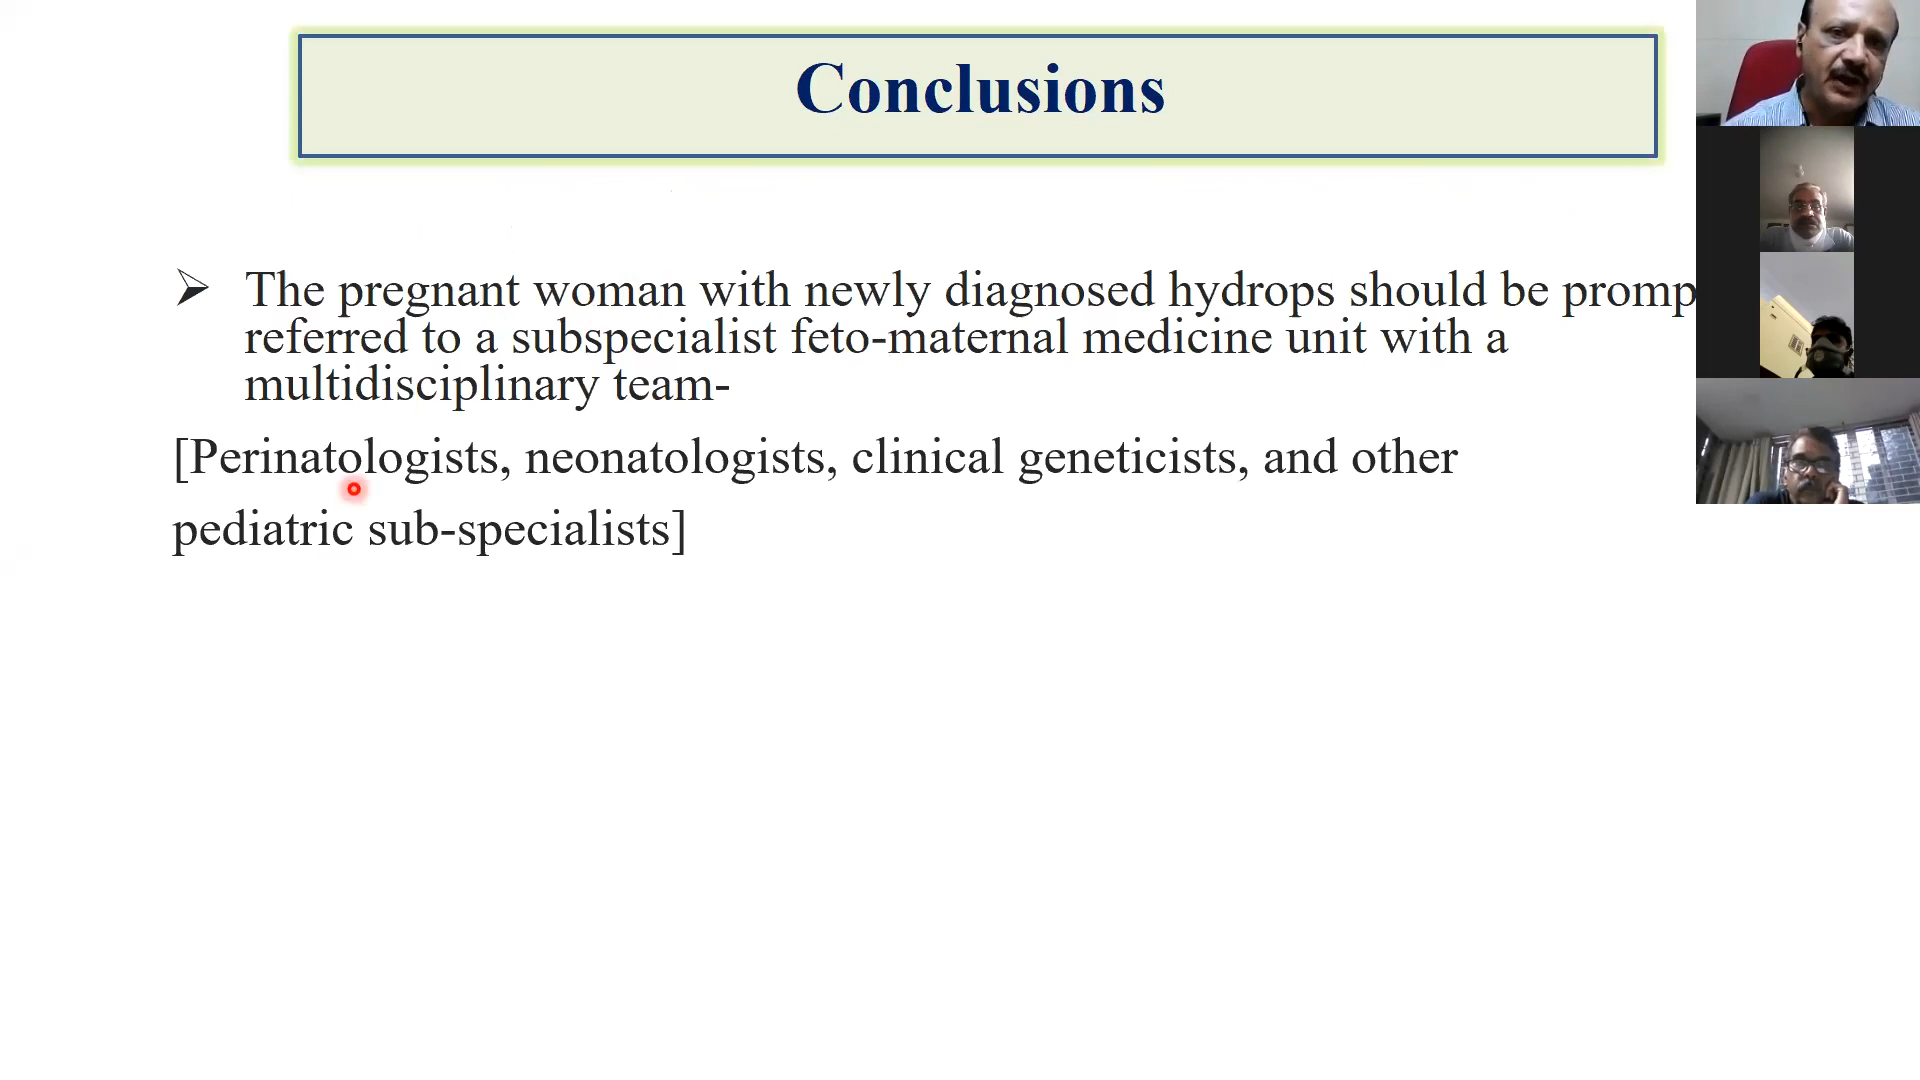 Conclusions
The pregnant woman with newly diagnosed hydrops should be promp
referred to a subspecialist feto-maternal medicine unit with a
multidisciplinary team-
[Perinatologists, neonatologists, clinical geneticists, and other
pediatric sub-specialists]